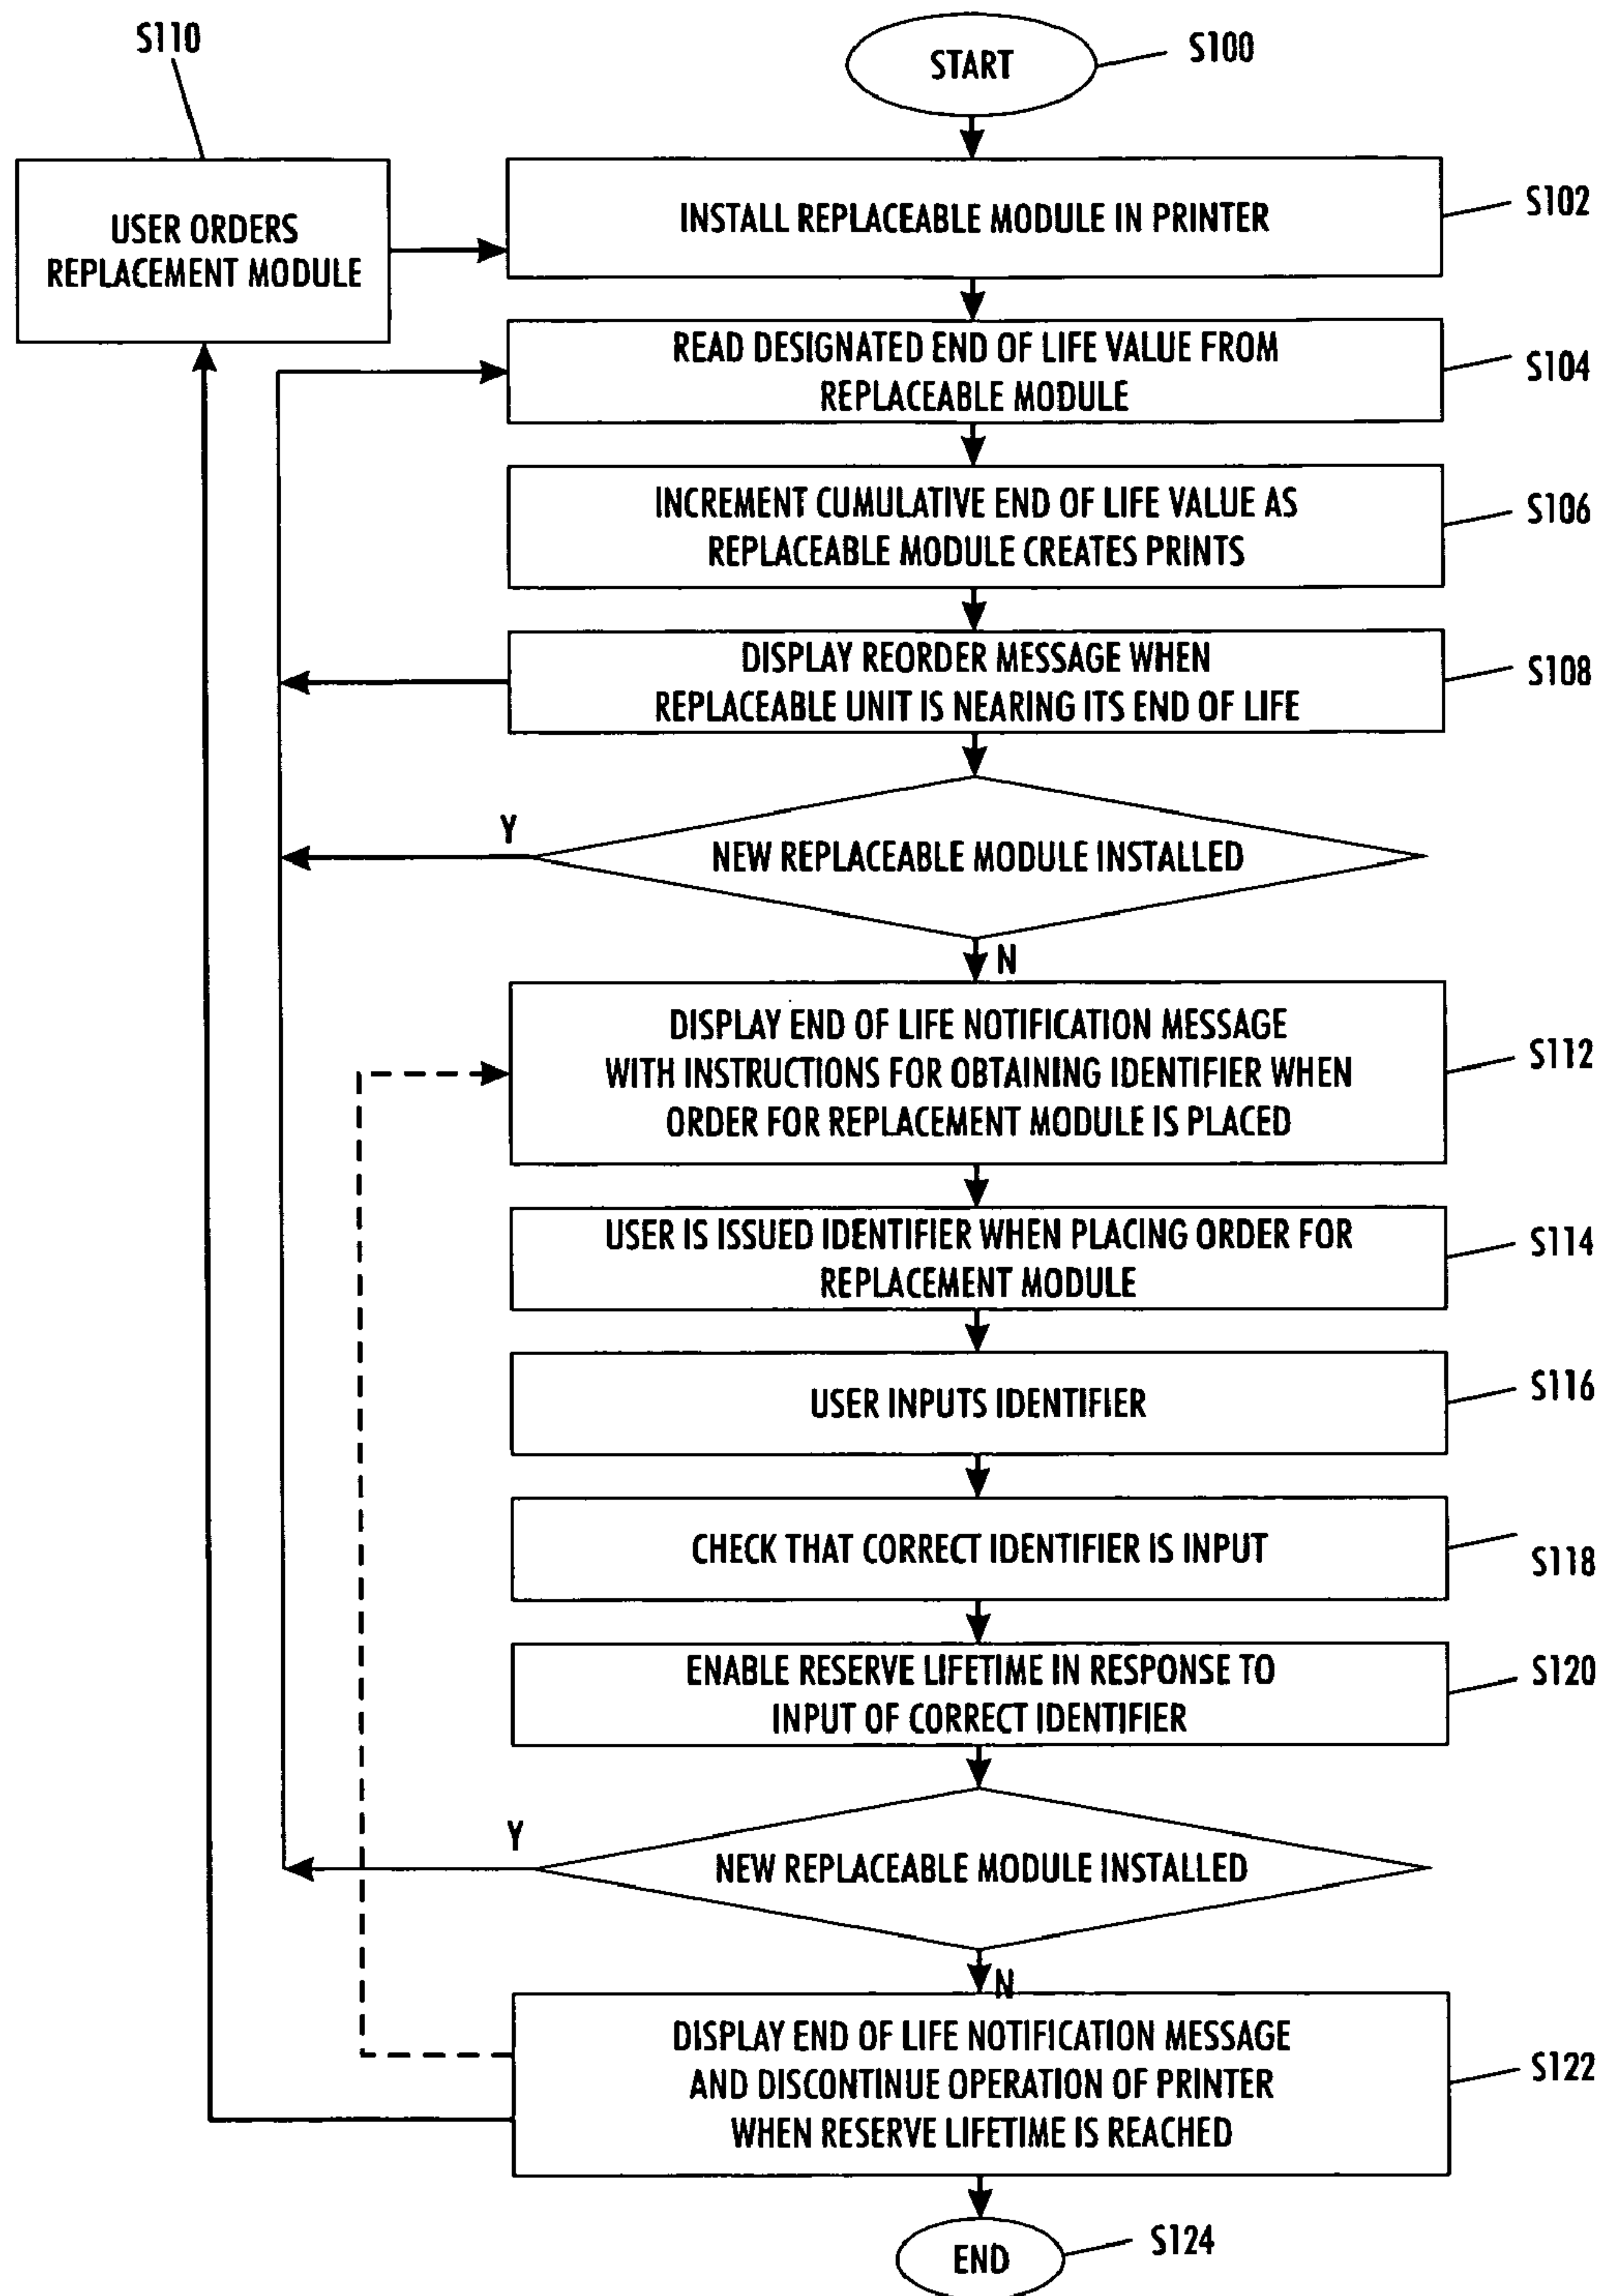 S110
START
S100
USER ORDERS
REPLACEMENT MODULE
INSTALL REPLACEABLE MODULE IN PRINTER
S102
READ DESIGNATED END OF LIFE VALUE FROM
REPLACEABLE MODULE
S104
INCREMENT CUMULATIVE END OF LIFE VALUE AS
REPLACEABLE MODULE CREATES PRINTS
S106
DISPLAY REORDER MESSAGE WHEN
REPLACEABLE UNIT IS NEARING ITS END OF LIFE
S108
Y
NEW REPLACEABLE MODULE INSTALLED
N
DISPLAY END OF LIFE NOTIFICATION MESSAGE
WITH INSTRUCTIONS FOR OBTAINING IDENTIFIER WHEN
ORDER FOR REPLACEMENT MODULE IS PLACED
S112
USER IS ISSUED IDENTIFIER WHEN PLACING ORDER FOR
REPLACEMENT MODULE
S114
USER INPUTS IDENTIFIER
S116
CHECK THAT CORRECT IDENTIFIER IS INPUT
S118
ENABLE RESERVE LIFETIME IN RESPONSE TO
INPUT OF CORRECT IDENTIFIER
S120
Y
NEW REPLACEABLE MODULE INSTALLED
N
DISPLAY END OF LIFE NOTIFICATION MESSAGE
AND DISCONTINUE OPERATION OF PRINTER
WHEN RESERVE LIFETIME IS REACHED
S122
END
S124